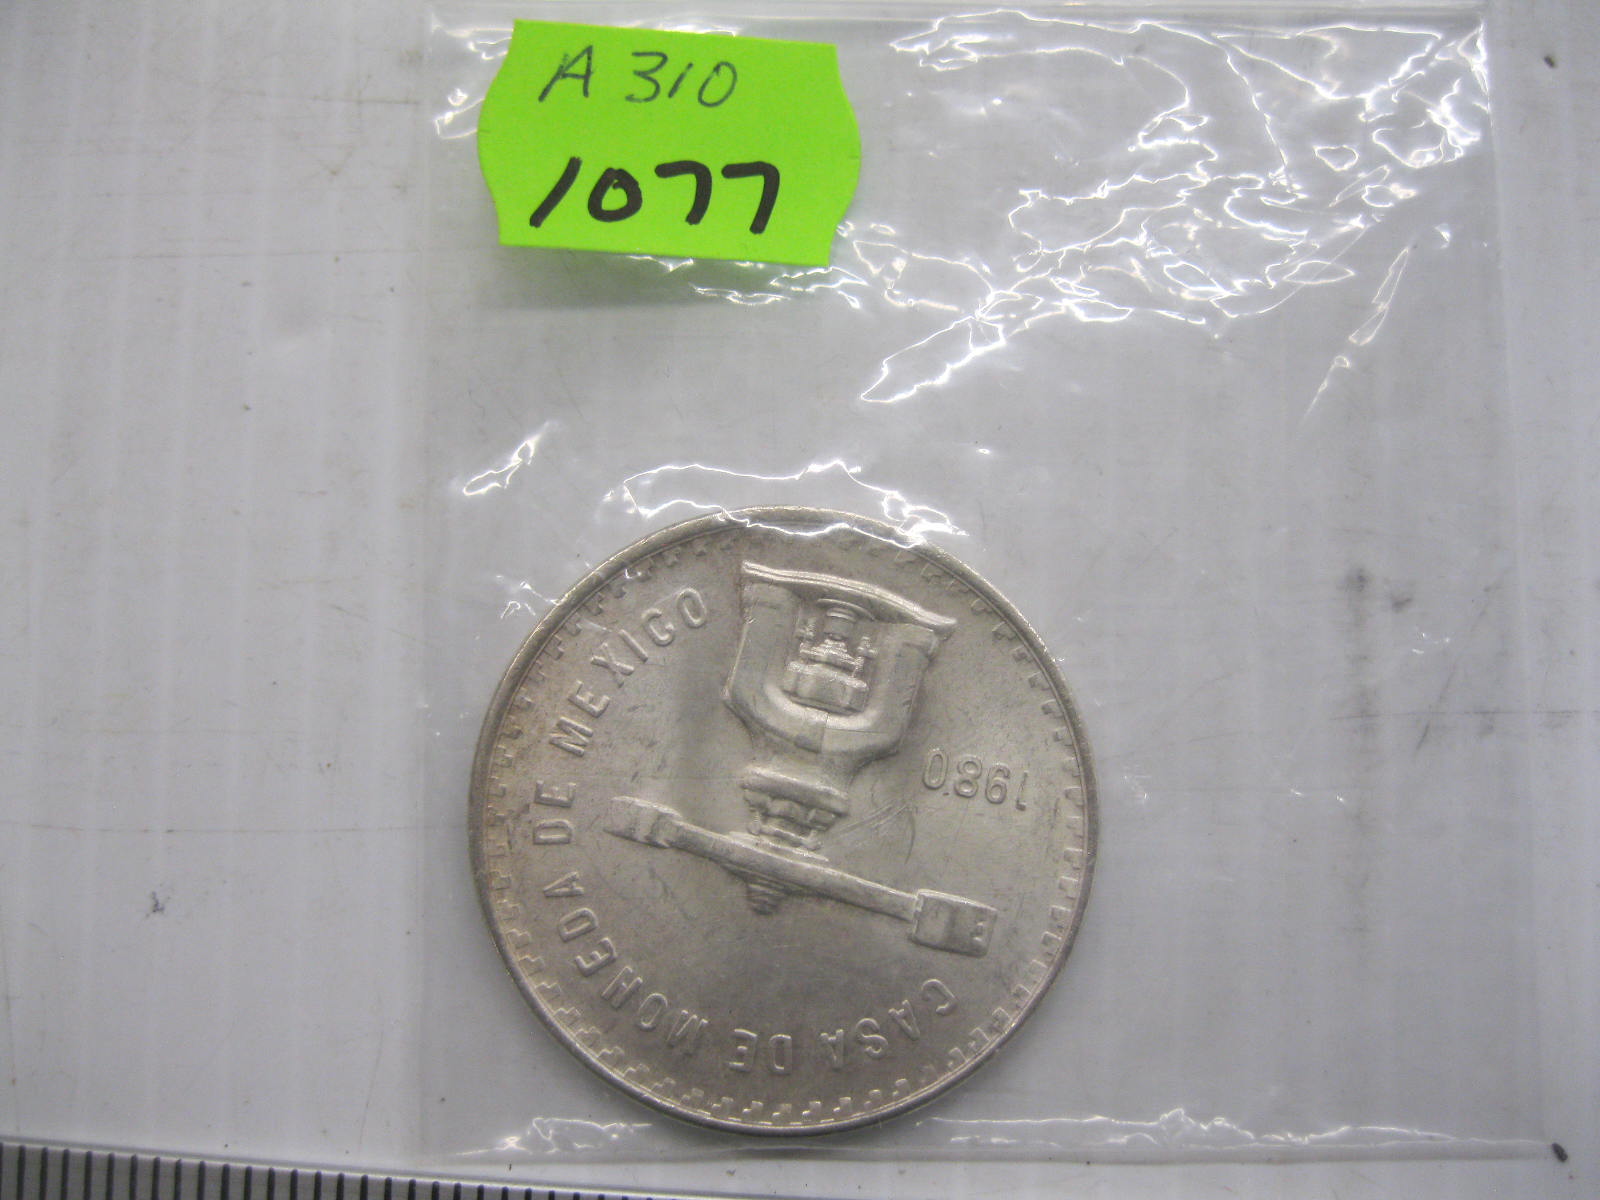 A 310
1077
CASA DE MONEDA DE MEXICO
1980